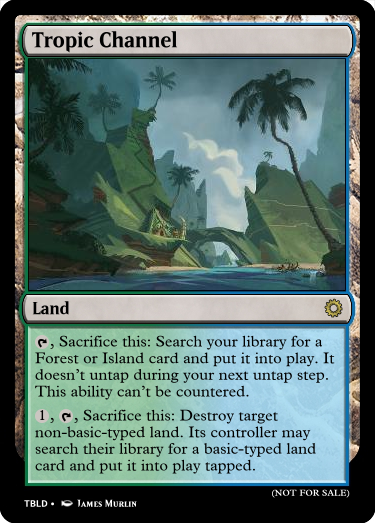 Tropic Channel
Land
, Sacrifice this: Search your library for a
Forest or Island card and put it into play. It
doesn't untap during your next untap step.
This ability can't be countered.
1, , Sacrifice this: Destroy target
non-basic-typed land. Its controller may
search their library for a basic-typed land
card and put it into play tapped.
(NOT FOR SALE)
TBLD • James Murlin